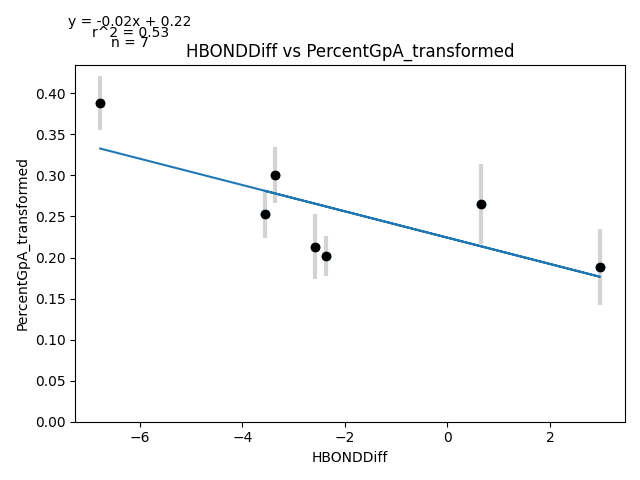 y = -0.02x + 0.22
r^2 = 0.53
n = 7
HBONDDiff vs PercentGpA_transformed
PercentGpA_transformed
0.40
0.35
0.30
0.25
0.20
0.15
0.10
0.05
0.00
−6
−4
−2
0
2
HBONDDiff